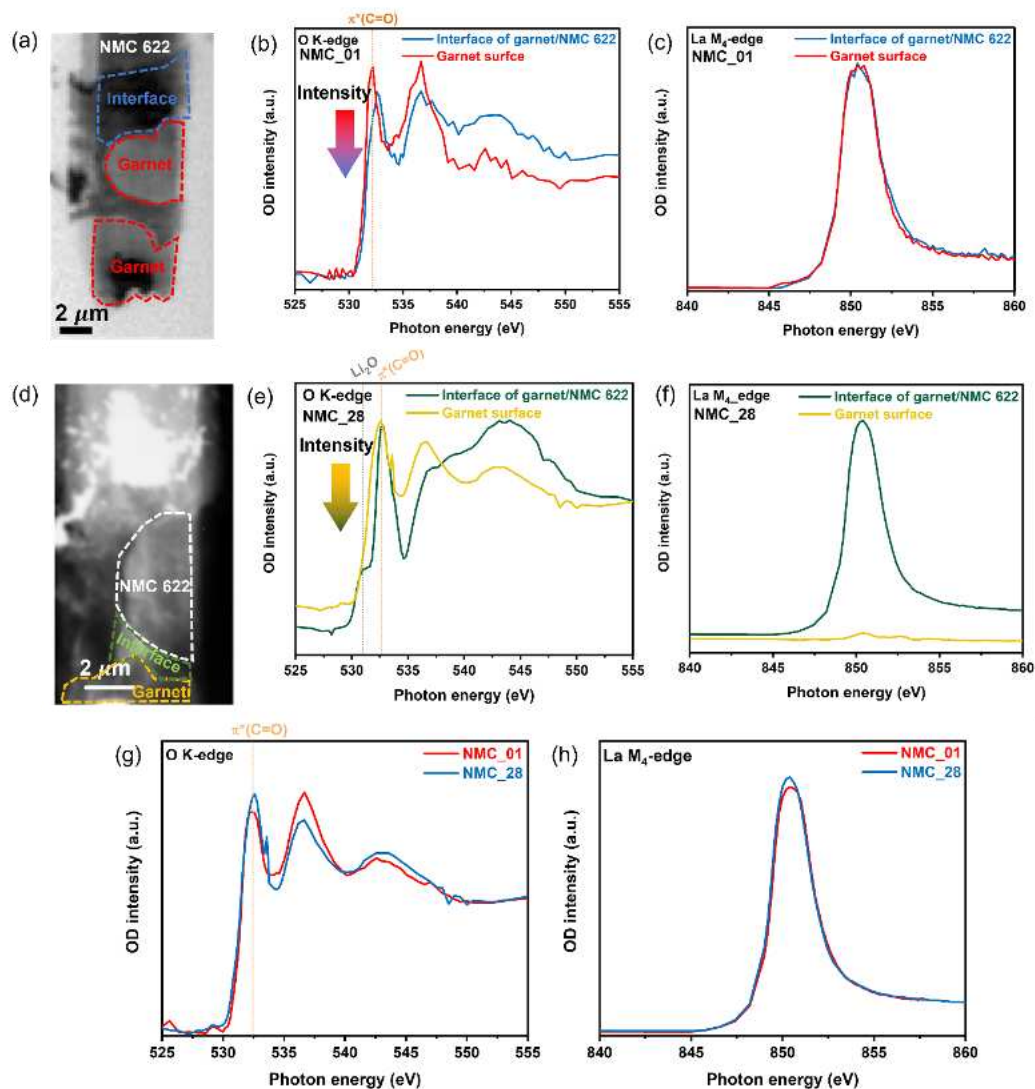 (a)
NMC 622
Interface
Garnet
Garnet
2 μm
(b)
π*(C=O)
O K-edge
NMC_01
Interface of garnet/NMC 622
Garnet surfce
Intensity
OD intensity (a.u.)
525 530 535 540 545 550 555
Photon energy (eV)
(c)
La M₄-edge
NMC_01
Interface of garnet/NMC 622
Garnet surface
OD intensity (a.u.)
840 845 850 855 860
Photon energy (eV)
(d)
NMC 622
Interface
2 μm
Garneti
(e)
Li₂O
π*(C=O)
O K-edge
NMC_28
Interface of garnet/NMC 622
Garnet surface
Intensity
OD intensity (a.u.)
525 530 535 540 545 550 555
Photon energy (eV)
(f)
La M₄_edge
NMC_28
Interface of garnet/NMC 622
Garnet surface
OD intensity (a.u.)
840 845 850 855 860
Photon energy (eV)
(g)
π*(C=O)
O K-edge
NMC_01
NMC_28
OD intensity (a.u.)
525 530 535 540 545 550 555
Photon energy (eV)
(h)
La M₄-edge
NMC_01
NMC_28
OD intensity (a.u.)
840 845 850 855 860
Photon energy (eV)